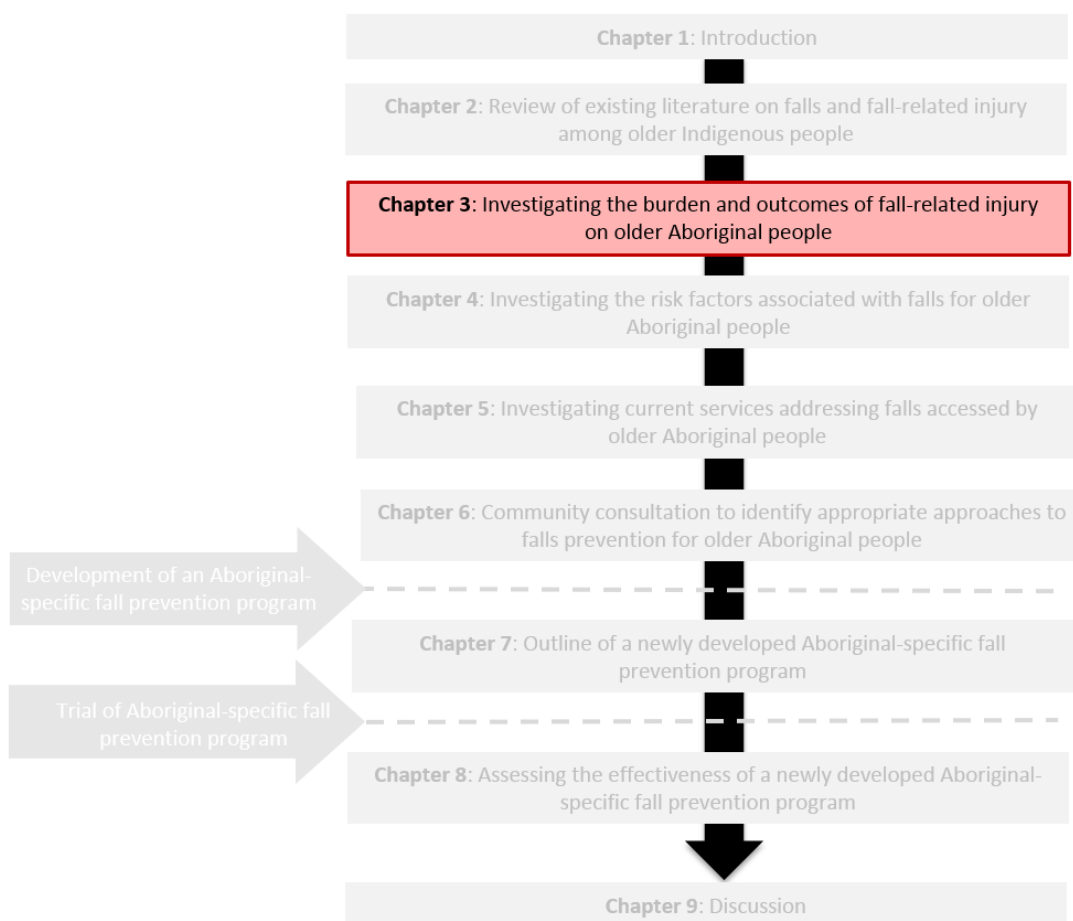 Chapter 1: Introduction
Chapter 2: Review of existing literature on falls and fall-related injury
among older Indigenous people
Chapter 3: Investigating the burden and outcomes of fall-related injury
on older Aboriginal people
Chapter 4: Investigating the risk factors associated with falls for older
Aboriginal people
Chapter 5: Investigating current services addressing falls accessed by
older Aboriginal people
Chapter 6: Community consultation to identify appropriate approaches to
falls prevention for older Aboriginal people
Development of an Aboriginal-
specific fall prevention program
Chapter 7: Outline of a newly developed Aboriginal-specific fall
prevention program
Trial of Aboriginal-specific fall
prevention program
Chapter 8: Assessing the effectiveness of a newly developed Aboriginal-
specific fall prevention program
Chapter 9: Discussion